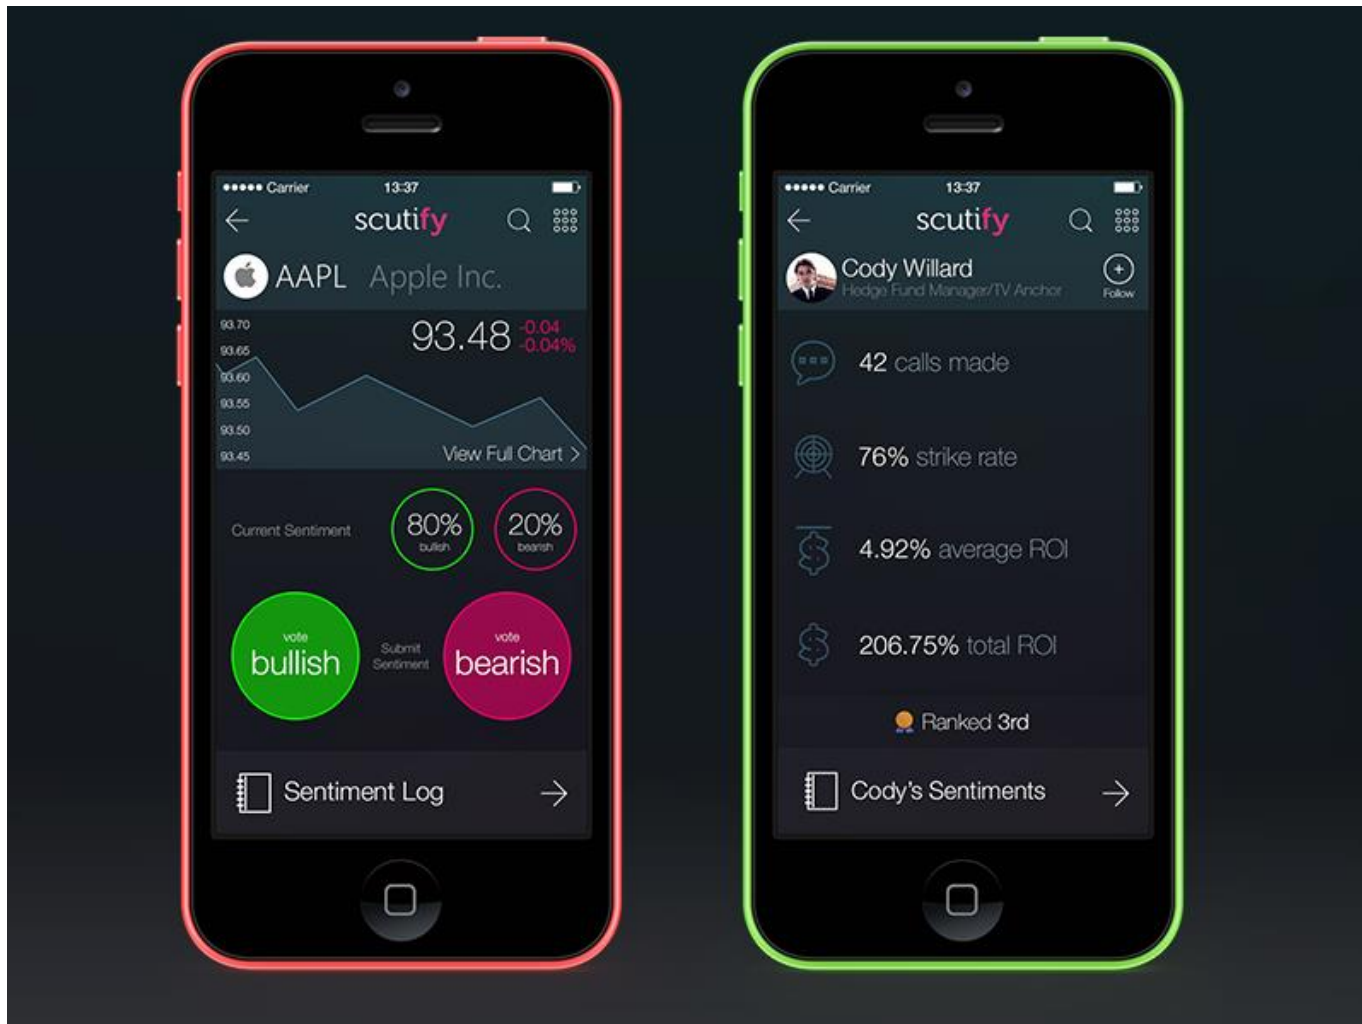 Carrier 13:37
scutify
AAPL Apple Inc.
93.70
93.48 -0.04
-0.04%
93.65
93.60
93.55
93.50
93.45
View Full Chart >
Current Sentiment
80%
bullish
20%
bearish
vote
bullish
Submit
Sentiment
vote
bearish
Sentiment Log
Carrier 13:37
scutify
Cody Willard
Hedge Fund Manager/TV Anchor
Follow
42 calls made
76% strike rate
4.92% average ROI
206.75% total ROI
Ranked 3rd
Cody's Sentiments